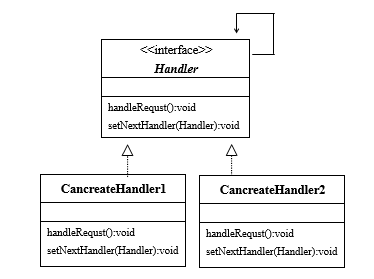 <<interface>>
Handler
handleRequst():void
setNextHandler(Handler):void
CancreateHandler1
handleRequst():void
setNextHandler(Handler):void
CancreateHandler2
handleRequst():void
setNextHandler(Handler):void